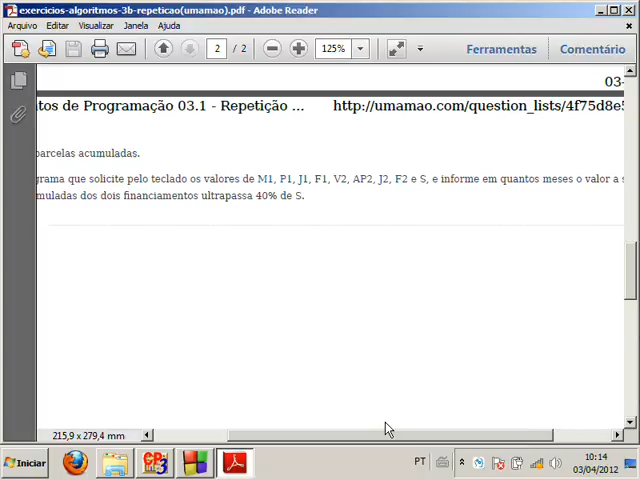 exercicios-algoritmos-3b-repeticao(umamao).pdf - Adobe Reader
Arquivo Editar Visualizar Janela Ajuda
2 / 2 125% Ferramentas Comentário
03-
tos de Programação 03.1 - Repetição ... http://umamao.com/question_lists/4f75d8e5
parcelas acumuladas.
grama que solicite pelo teclado os valores de M1, P1, J1, F1, V2, AP2, J2, F2 e S, e informe em quantos meses o valor a s
muladas dos dois financiamentos ultrapassa 40% de S.
215,9 x 279,4 mm
Iniciar PT 10:14
03/04/2012